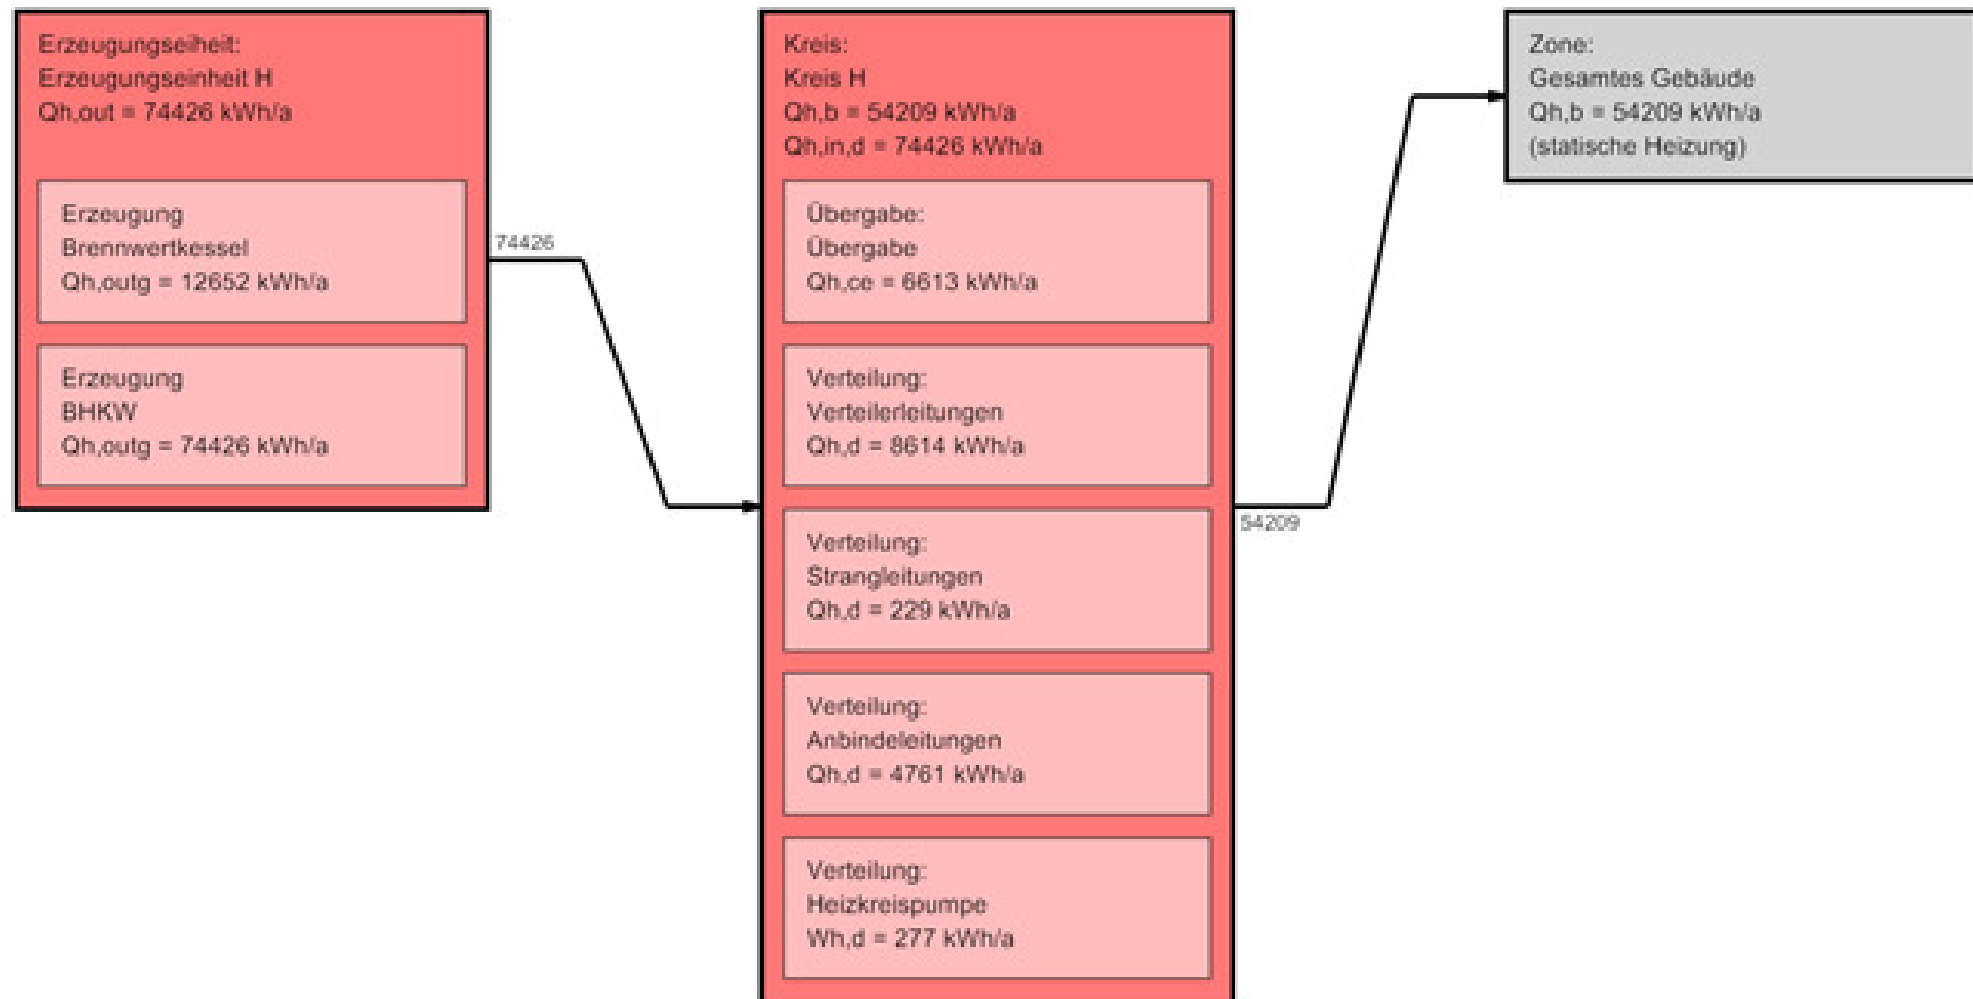 Erzeugungseiheit:
Erzeugungseinheit H
Qh,out = 74426 kWh/a
Erzeugung
Brennwertkessel
Qh,outg = 12652 kWh/a
Erzeugung
BHKW
Qh,outg = 74426 kWh/a
74426
Kreis:
Kreis H
Qh,b = 54209 kWh/a
Qh,in,d = 74426 kWh/a
Übergabe:
Übergabe
Qh,ce = 6613 kWh/a
Verteilung:
Verteilerleitungen
Qh,d = 8614 kWh/a
Verteilung:
Strangleitungen
Qh,d = 229 kWh/a
Verteilung:
Anbindeleitungen
Qh,d = 4761 kWh/a
Verteilung:
Heizkreispumpe
Wh,d = 277 kWh/a
54209
Zone:
Gesamtes Gebäude
Qh,b = 54209 kWh/a
(statische Heizung)